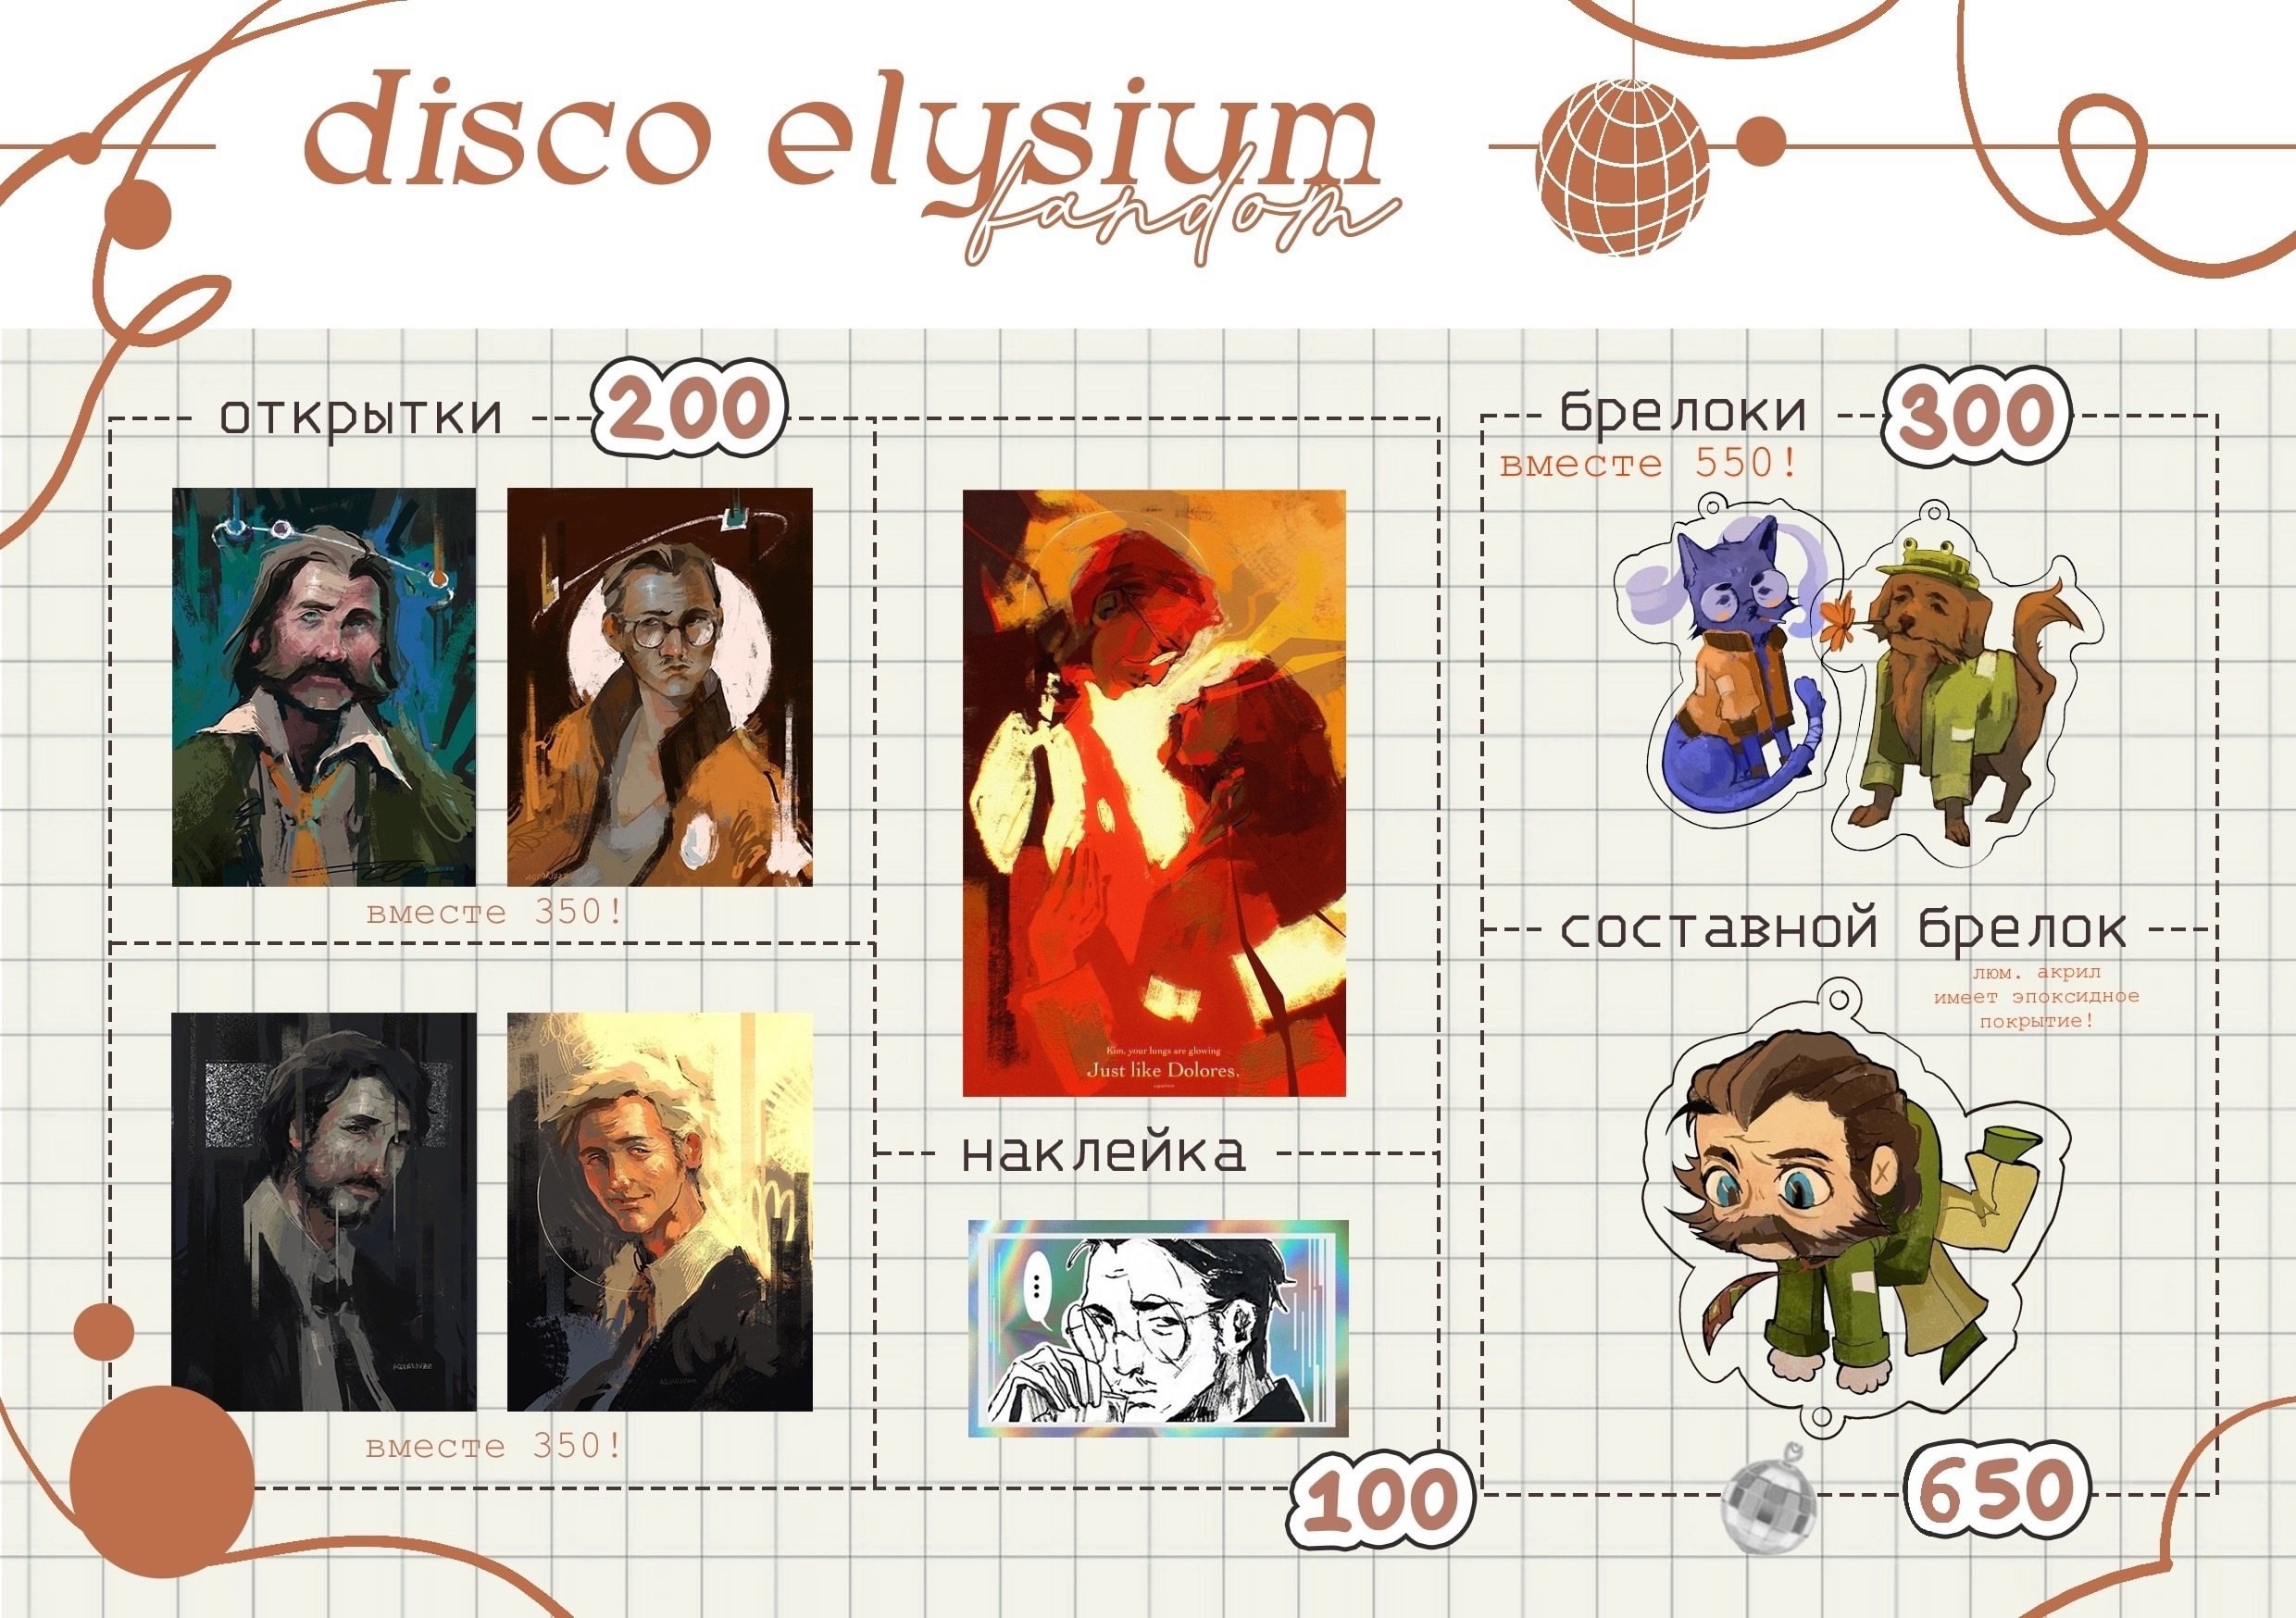 disco elysium
fandom
открытки 200
вместе 350!
вместе 350!
AQUARIUZZ
Kim, your lungs are glowing
Just like Dolores.
наклейка
...
100
брелоки 300
вместе 550!
составной брелок
люм. акрил
имеет эпоксидное
покрытие!
650